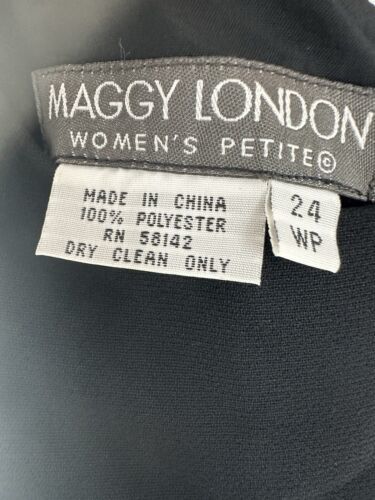 MAGGY LONDON
WOMEN'S PETITE©
MADE IN CHINA
100% POLYESTER
RN 58142
DRY CLEAN ONLY
24
WP